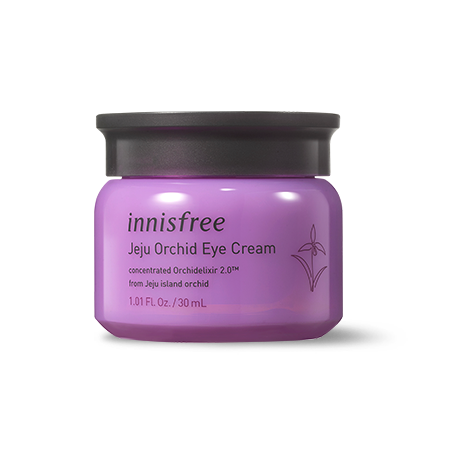 innisfree
Jeju Orchid Eye Cream
concentrated Orchidelixir 2.0™
from Jeju island orchid
1.01 FL Oz. / 30 mL